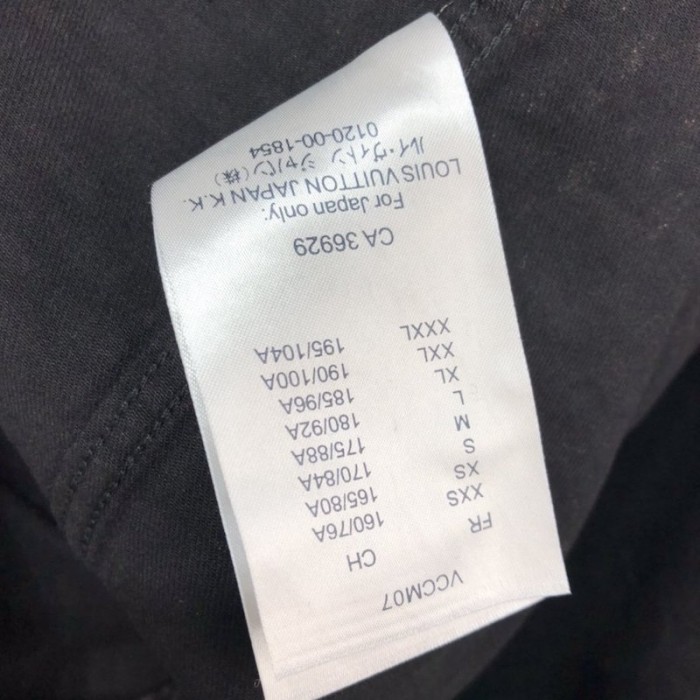 VCCM07
FR CH
XXS 160/76A
XS 165/80A
S 170/84A
M 175/88A
L 180/92A
XL 185/96A
XXL 190/100A
XXXL 195/104A
CA 36929
For Japan only:
LOUIS VUITTON JAPAN K.K.
ルイ・ヴィトン ジャパン(株)
0120-00-1854